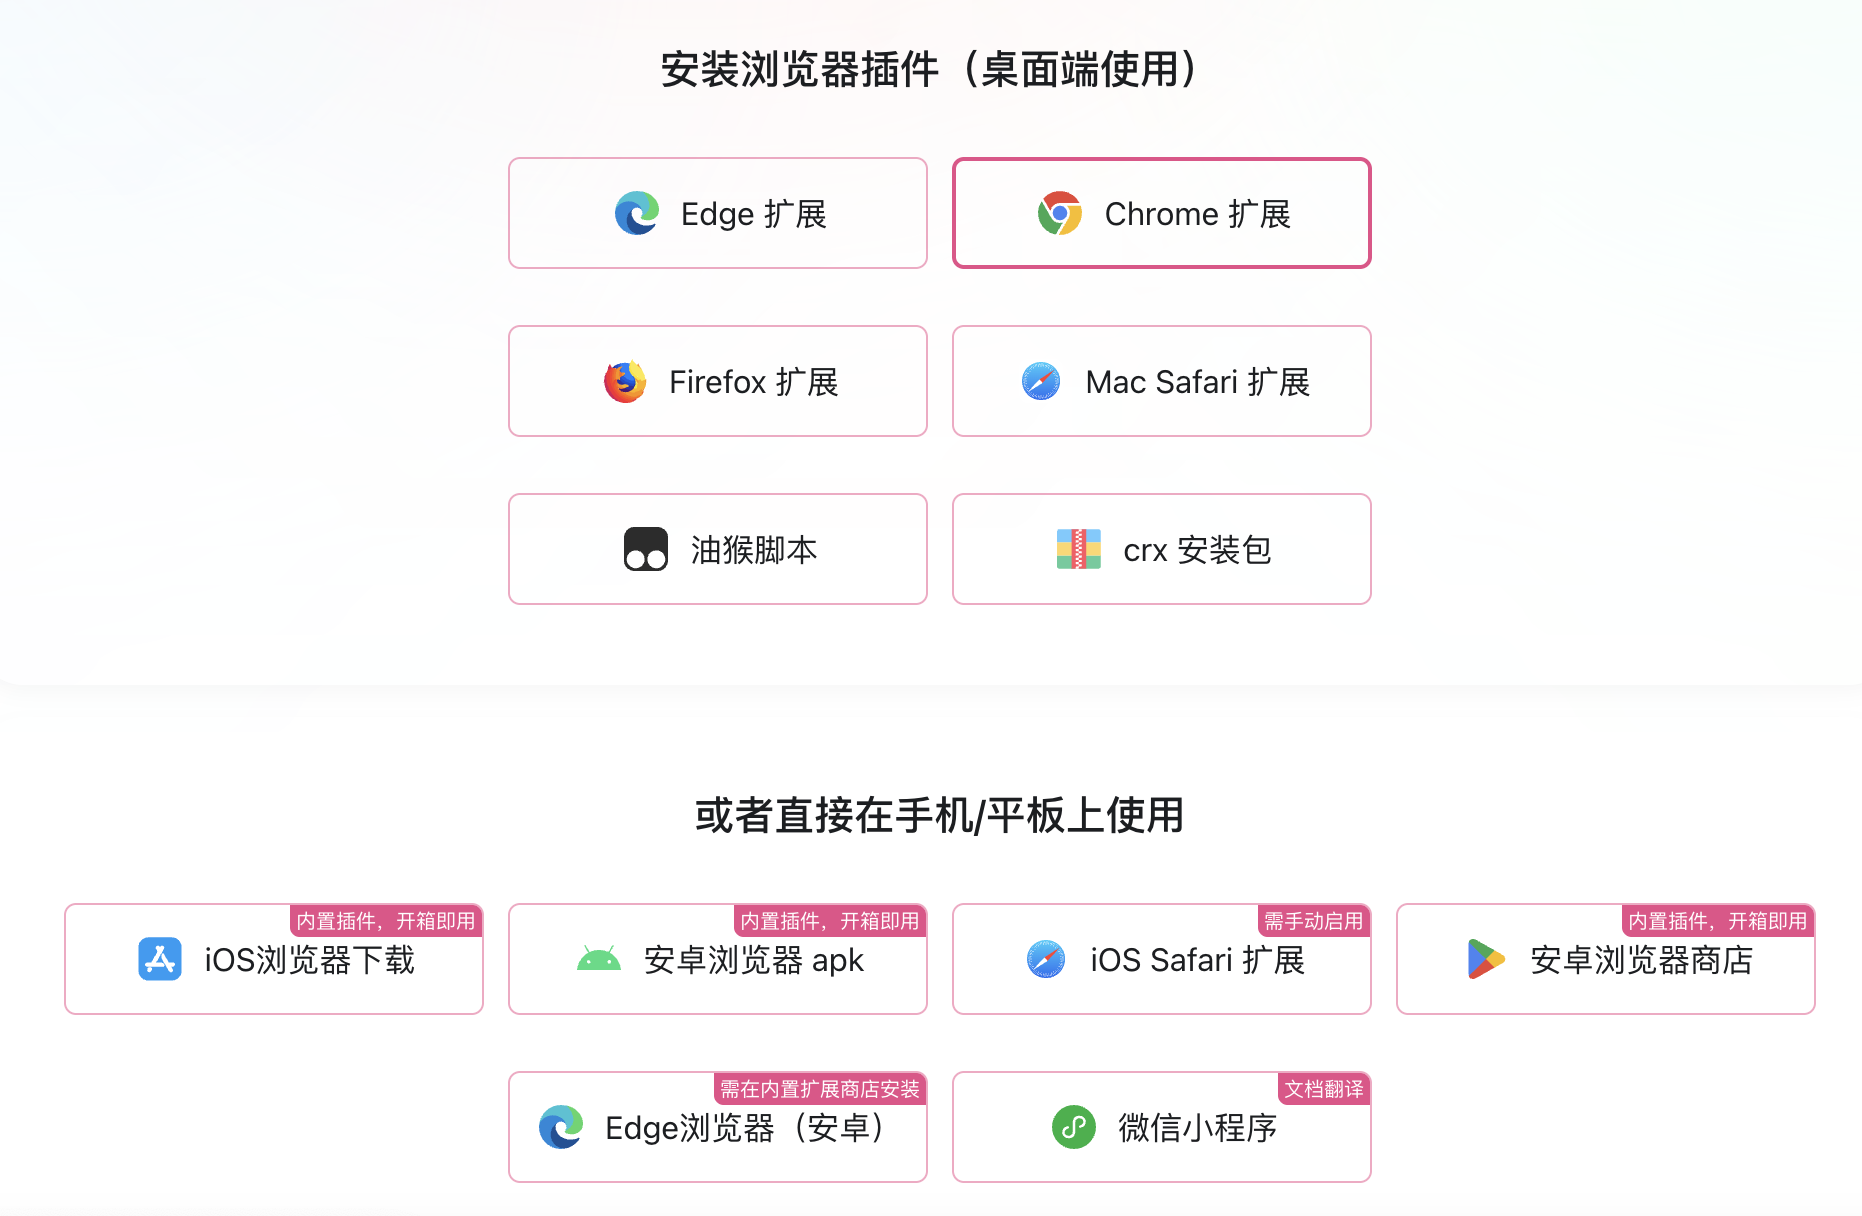 安装浏览器插件（桌面端使用）
Edge 扩展
Chrome 扩展
Firefox 扩展
Mac Safari 扩展
油猴脚本
crx 安装包
或者直接在手机/平板上使用
内置插件，开箱即用
iOS浏览器下载
内置插件，开箱即用
安卓浏览器 apk
需手动启用
iOS Safari 扩展
内置插件，开箱即用
安卓浏览器商店
需在内置扩展商店安装
Edge浏览器（安卓）
文档翻译
微信小程序